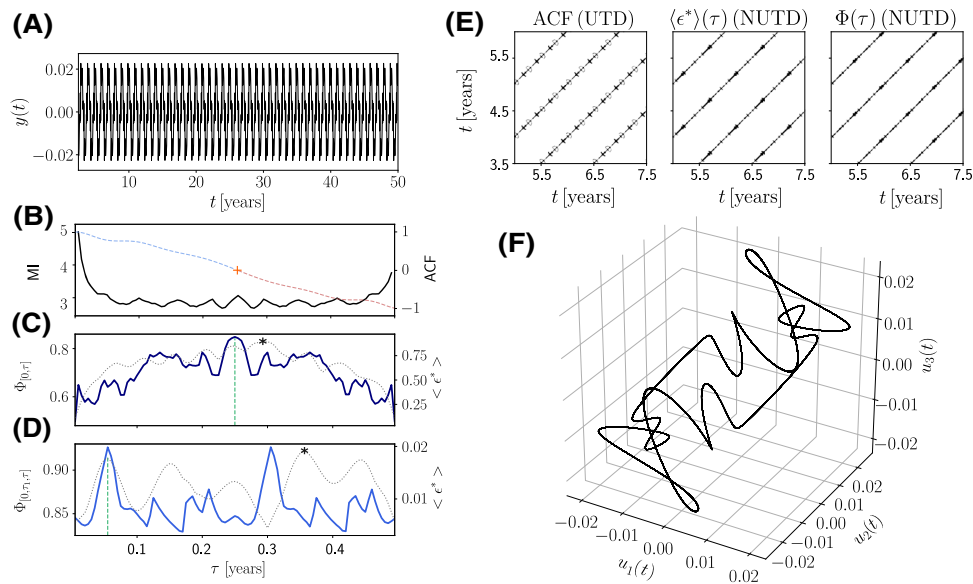 (A)
0.02
0.00
−0.02
y(t)
10 20 30 40 50
t [years]
(B)
5
4
3
MI
1
0
−1
ACF
(C)
0.8
0.6
Φ[0,τ]
*
0.75
0.50
0.25
< ϵ* >
(D)
0.90
0.85
Φ[0,τ1,τ]
*
0.02
0.01
< ϵ* >
0.1 0.2 0.3 0.4
τ [years]
(E)
ACF (UTD) ⟨ϵ*⟩(τ) (NUTD) Φ(τ) (NUTD)
5.0
4.5
3.5
t [years]
5.5 6.5 7.5 5.5 6.5 7.5 5.5 6.5 7.5
t [years] t [years] t [years]
(F)
0.02
0.01
0.00
−0.01
−0.02
u3(t)
0.02
0.01
0.00
−0.01
−0.02
u2(t)
−0.02
−0.01
0.00
0.01
0.02
u1(t)